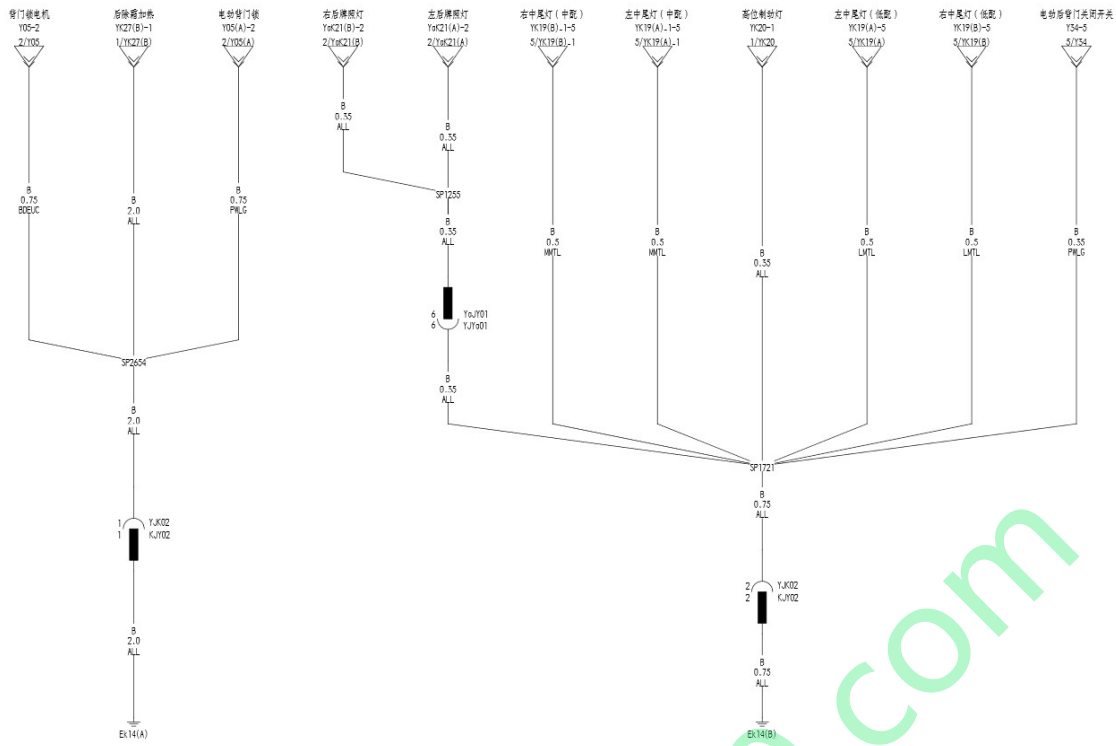 背门锁电机
Y05-2
2/Y05
后除霜加热
YK27(B)-1
1/YK27(B)
电动背门锁
Y05(A)-2
2/Y05(A)
右后牌照灯
YaK21(B)-2
2/YaK21(B)
左后牌照灯
YaK21(A)-2
2/YaK21(A)
右中尾灯(中配)
YK19(B)-1-5
5/YK19(B)-1
左中尾灯(中配)
YK19(A)-1-5
5/YK19(A)-1
高位制动灯
YK20-1
1/YK20
左中尾灯(低配)
YK19(A)-5
5/YK19(A)
右中尾灯(低配)
YK19(B)-5
5/YK19(B)
电动后背门关闭开关
Y34-5
5/Y34
B
0.35
ALL
B
0.35
ALL
B
0.75
BDEUC
B
2.0
ALL
B
0.75
PWLG
SP1255
B
0.35
ALL
B
0.5
MMTL
B
0.5
MMTL
B
0.35
ALL
B
0.5
LMTL
B
0.5
LMTL
B
0.35
PWLG
6 YaJY01
6 YJYa01
SP2654
B
0.35
ALL
B
2.0
ALL
SP1721
B
0.75
ALL
1 YJK02
1 KJY02
2 YJK02
2 KJY02
B
2.0
ALL
B
0.75
ALL
Ek14(A)
Ek14(B)
com